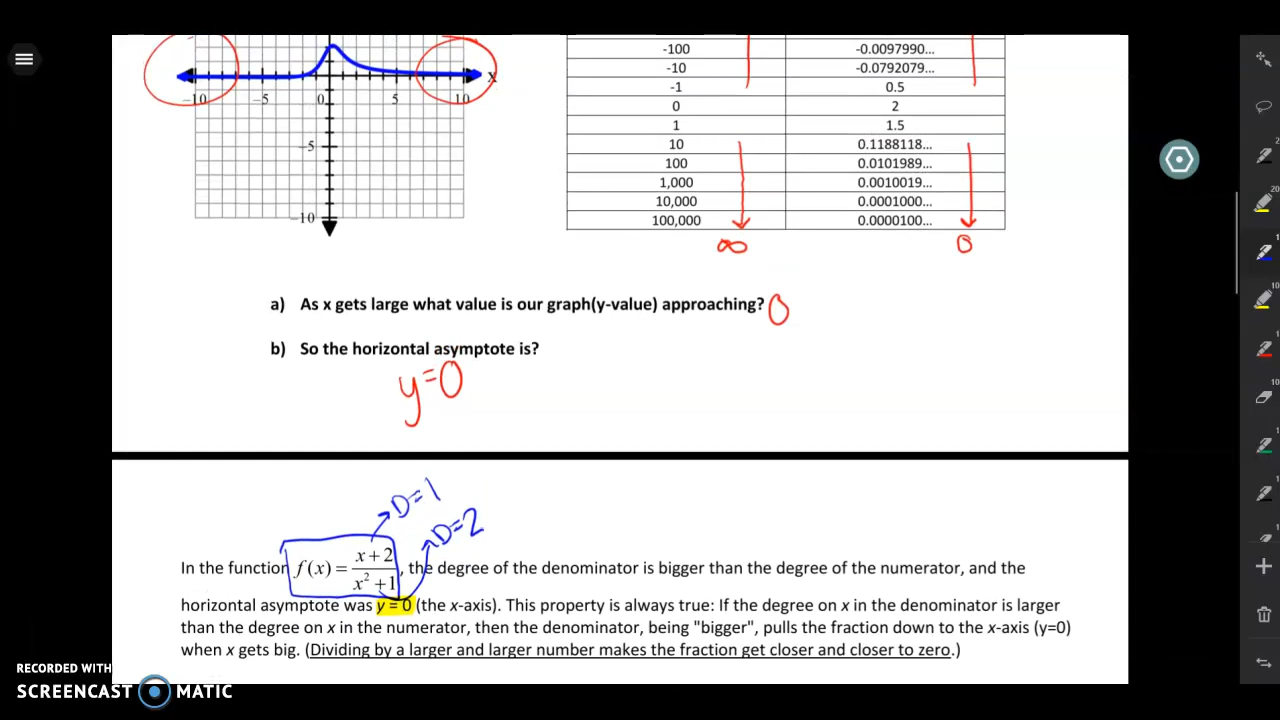 -100 -0.0097990...
-10 -0.0792079...
-1 0.5
0 2
1 1.5
10 0.1188118...
100 0.0101989...
1,000 0.0010019...
10,000 0.0001000...
100,000 0.0000100...
∞ 0
x
-10 -5 0 5 10
-5
-10
a) As x gets large what value is our graph(y-value) approaching? 0
b) So the horizontal asymptote is?
y=0
D=1
D=2
In the function f(x) = (x+2)/(x²+1), the degree of the denominator is bigger than the degree of the numerator, and the
horizontal asymptote was y = 0 (the x-axis). This property is always true: If the degree on x in the denominator is larger
than the degree on x in the numerator, then the denominator, being "bigger", pulls the fraction down to the x-axis (y=0)
when x gets big. (Dividing by a larger and larger number makes the fraction get closer and closer to zero.)
RECORDED WITH
SCREENCAST MATIC